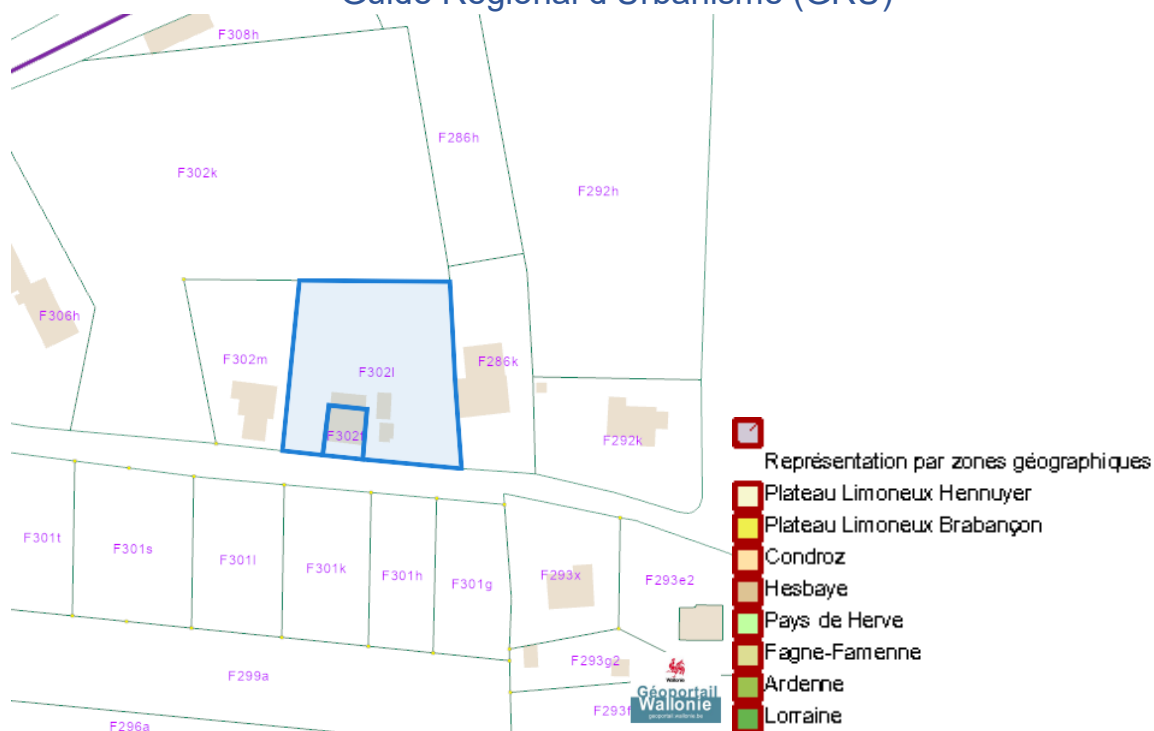 Guide Régional d'Urbanisme (GRU)
F308h
F286h
F302k
F292h
F306h
F302m
F302l
F286k
F302t
F292k
Représentation par zones géographiques
Plateau Limoneux Hennuyer
Plateau Limoneux Brabançon
Condroz
Hesbaye
Pays de Herve
Fagne-Famenne
Ardenne
Lorraine
F301t
F301s
F301l
F301k
F301h
F301g
F293x
F293e2
F299a
F293g2
F296a
F293f
Wallonie
Géoportail
Wallonie
geoportail.wallonie.be